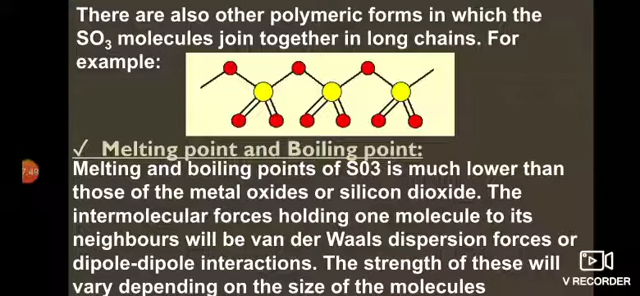 There are also other polymeric forms in which the
SO₃ molecules join together in long chains. For
example:
√ Melting point and Boiling point:
Melting and boiling points of S03 is much lower than
those of the metal oxides or silicon dioxide. The
intermolecular forces holding one molecule to its
neighbours will be van der Waals dispersion forces or
dipole-dipole interactions. The strength of these will
vary depending on the size of the molecules
7:49
V RECORDER